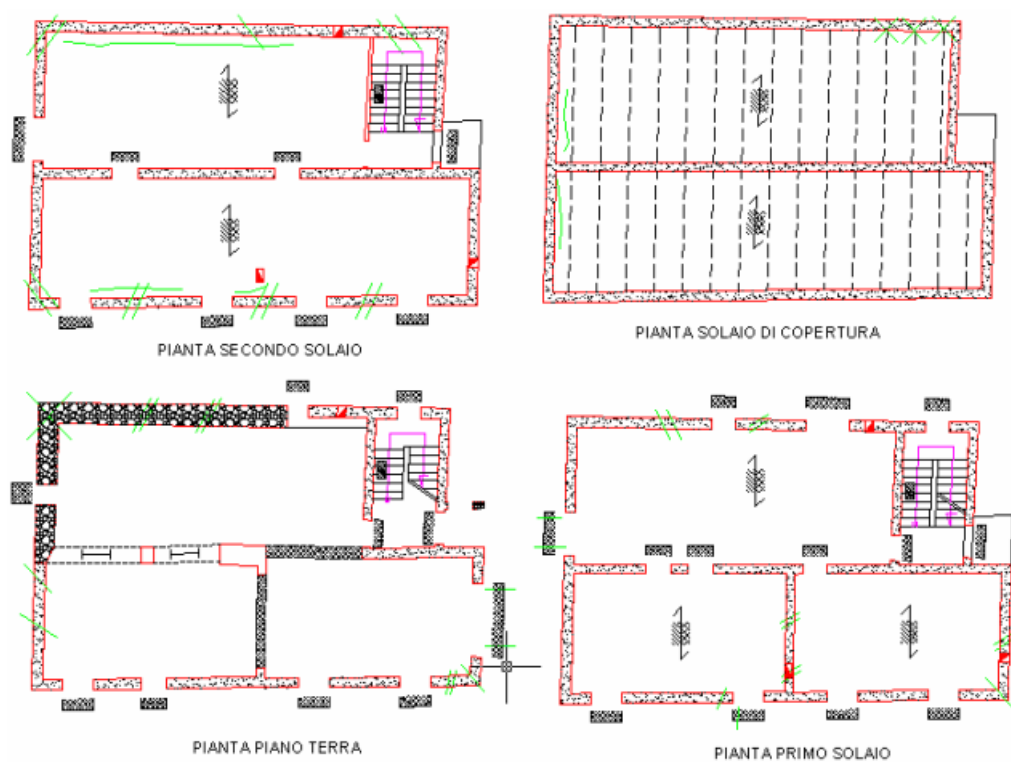 PIANTA SECONDO SOLAIO
PIANTA SOLAIO DI COPERTURA
PIANTA PIANO TERRA
PIANTA PRIMO SOLAIO